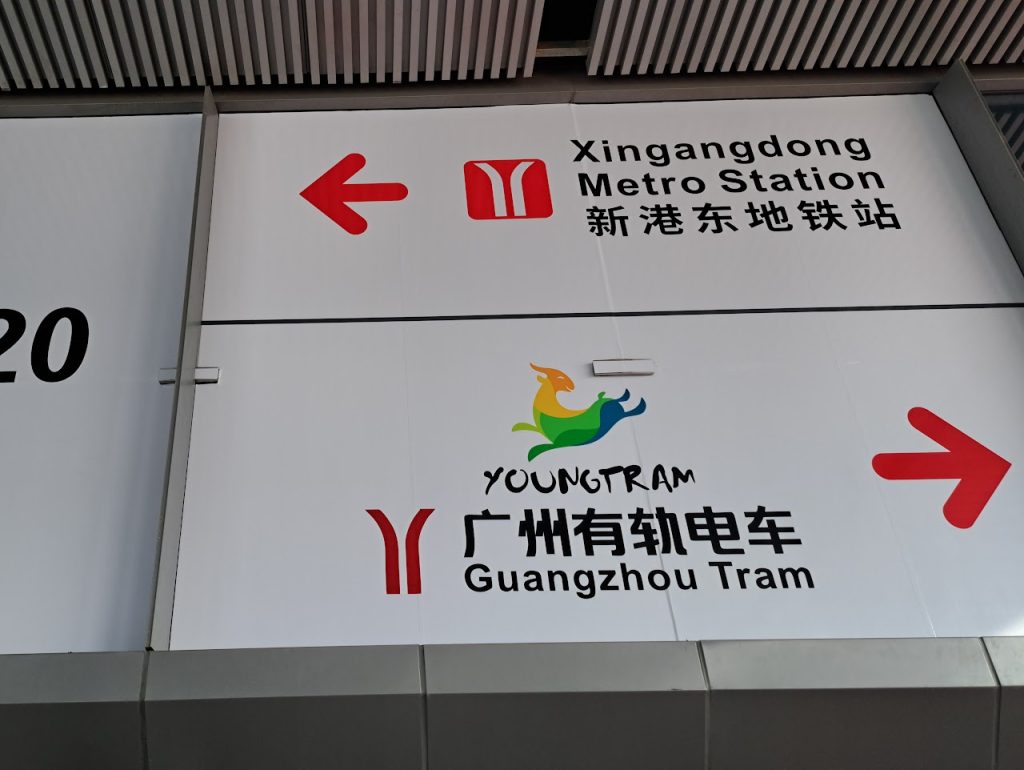 Xingangdong
Metro Station
新港东地铁站
20
YOUNGTRAM
广州有轨电车
Guangzhou Tram